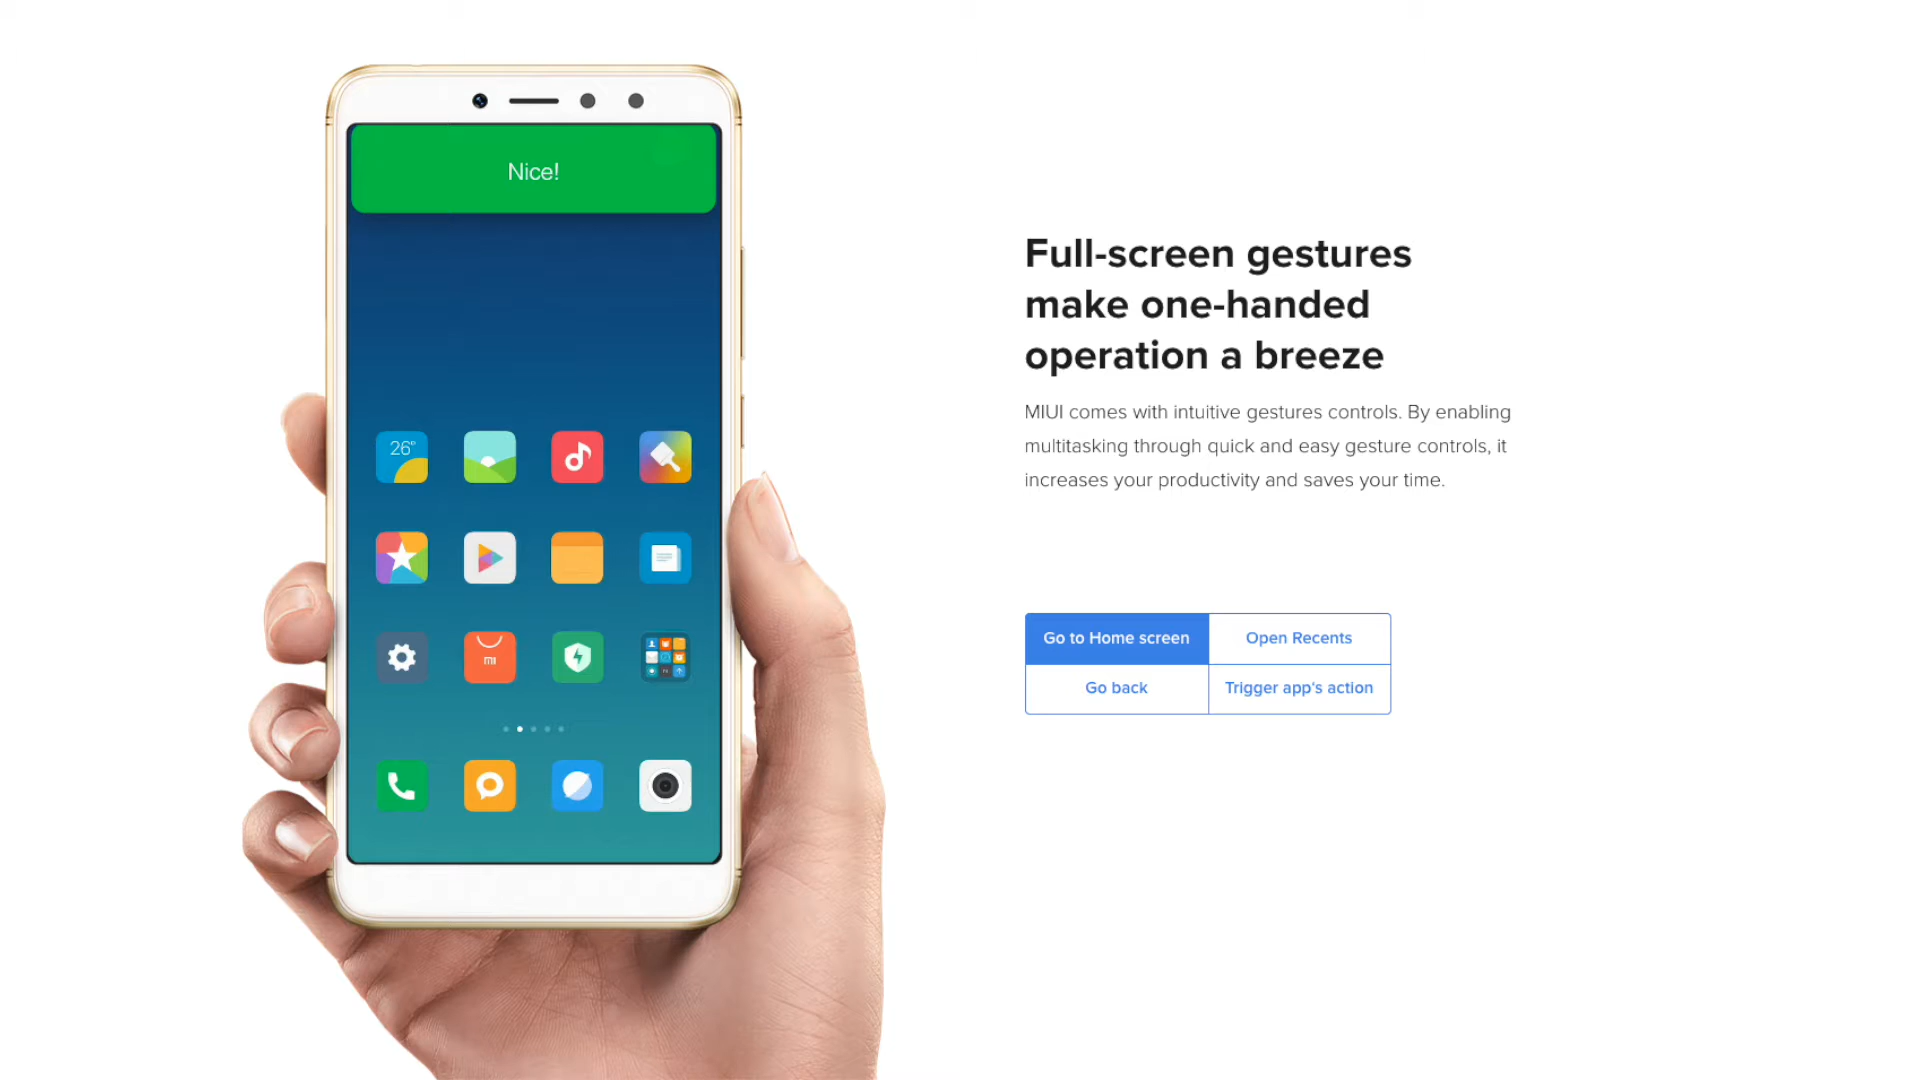 Nice!
26°
mi
Full-screen gestures
make one-handed
operation a breeze
MIUI comes with intuitive gestures controls. By enabling
multitasking through quick and easy gesture controls, it
increases your productivity and saves your time.
Go to Home screen
Open Recents
Go back
Trigger app's action